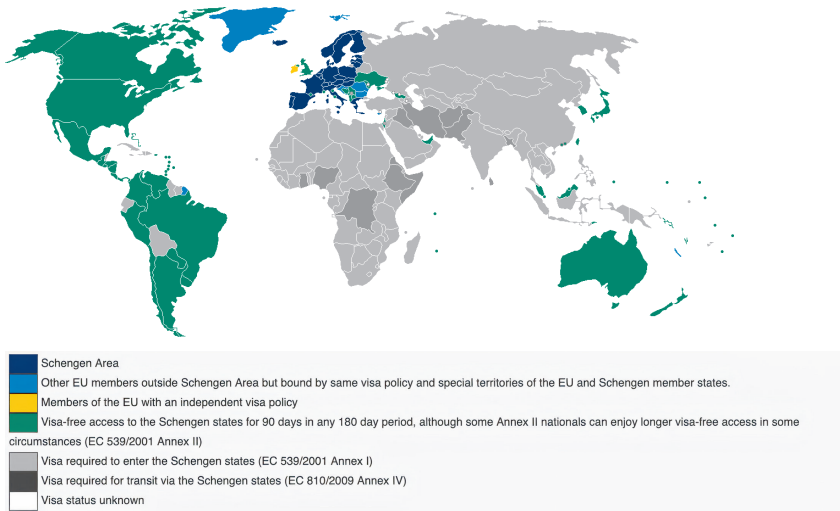 Schengen Area
Other EU members outside Schengen Area but bound by same visa policy and special territories of the EU and Schengen member states.
Members of the EU with an independent visa policy
Visa-free access to the Schengen states for 90 days in any 180 day period, although some Annex II nationals can enjoy longer visa-free access in some
circumstances (EC 539/2001 Annex II)
Visa required to enter the Schengen states (EC 539/2001 Annex I)
Visa required for transit via the Schengen states (EC 810/2009 Annex IV)
Visa status unknown